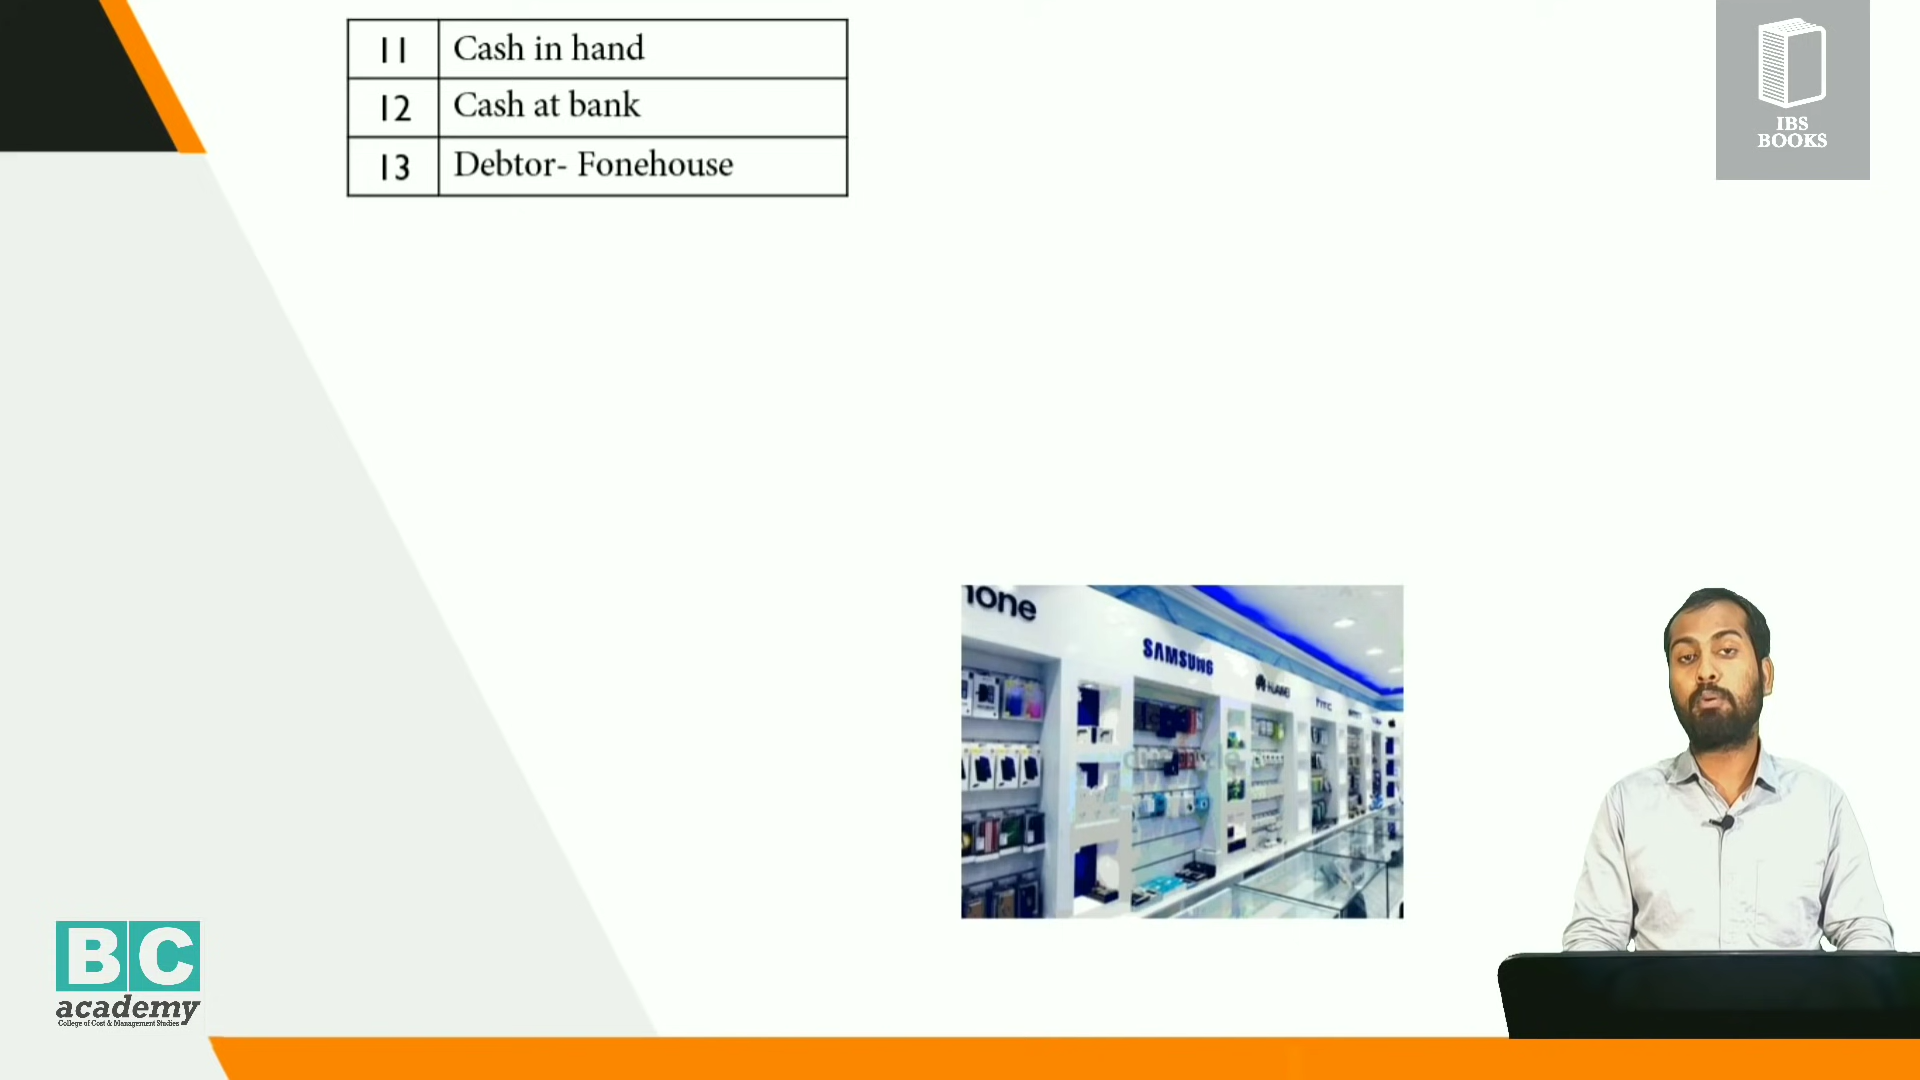 11 Cash in hand
12 Cash at bank
13 Debtor- Fonehouse
IBS
BOOKS
SAMSUNG
HUAWEI
BC
academy
College of Cost & Management Studies